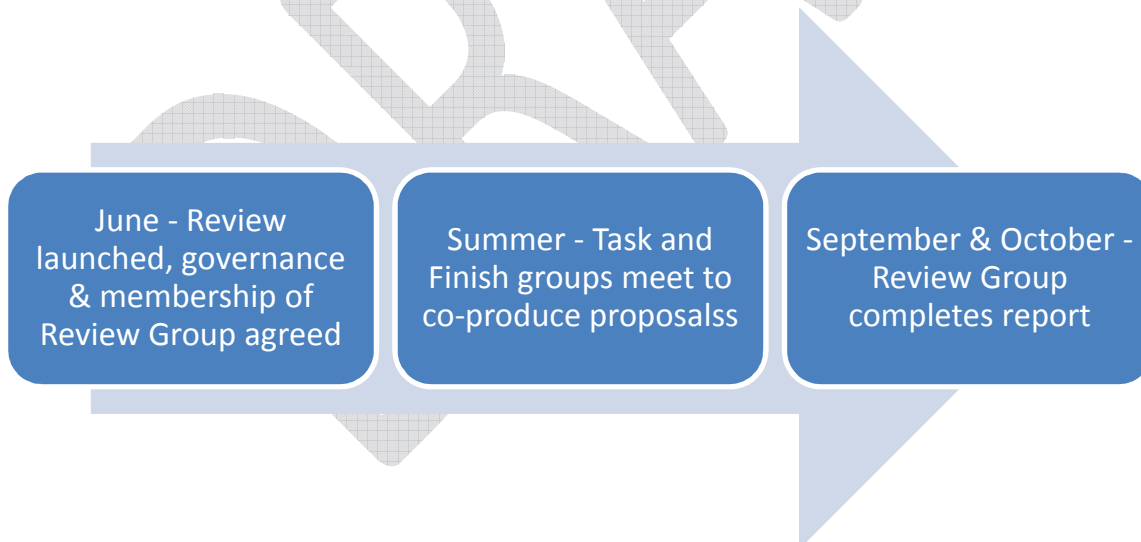 June - Review
launched, governance
& membership of
Review Group agreed
Summer - Task and
Finish groups meet to
co-produce proposalss
September & October -
Review Group
completes report